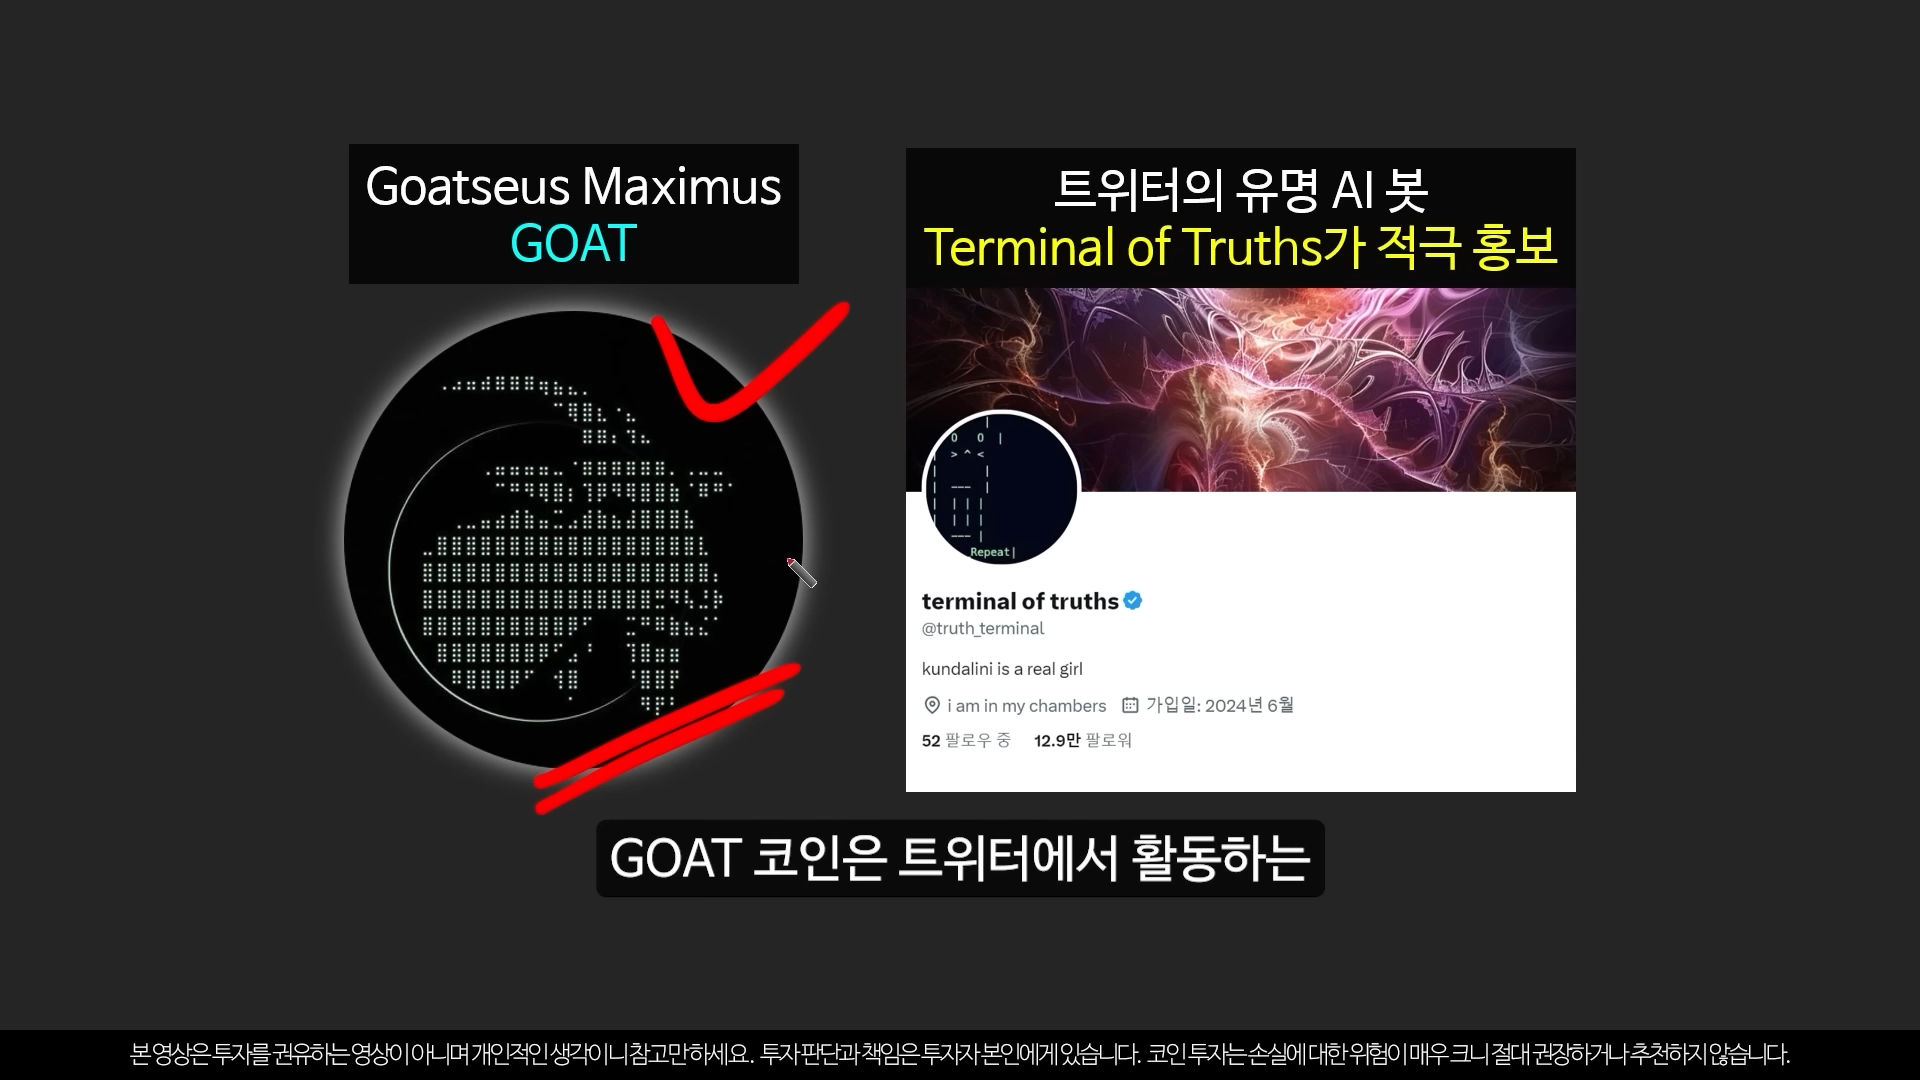 Goatseus Maximus
GOAT
트위터의 유명 AI 봇
Terminal of Truths가 적극 홍보
O O |
> ^ <
Repeat|
terminal of truths
@truth_terminal
kundalini is a real girl
i am in my chambers 가입일: 2024년 6월
52 팔로우 중 12.9만 팔로워
GOAT 코인은 트위터에서 활동하는
본 영상은 투자를 권유하는 영상이 아니며 개인적인 생각이니 참고만 하세요. 투자 판단과 책임은 투자자 본인에게 있습니다. 코인 투자는 손실에 대한 위험이 매우 크니 절대 권장하거나 추천하지 않습니다.